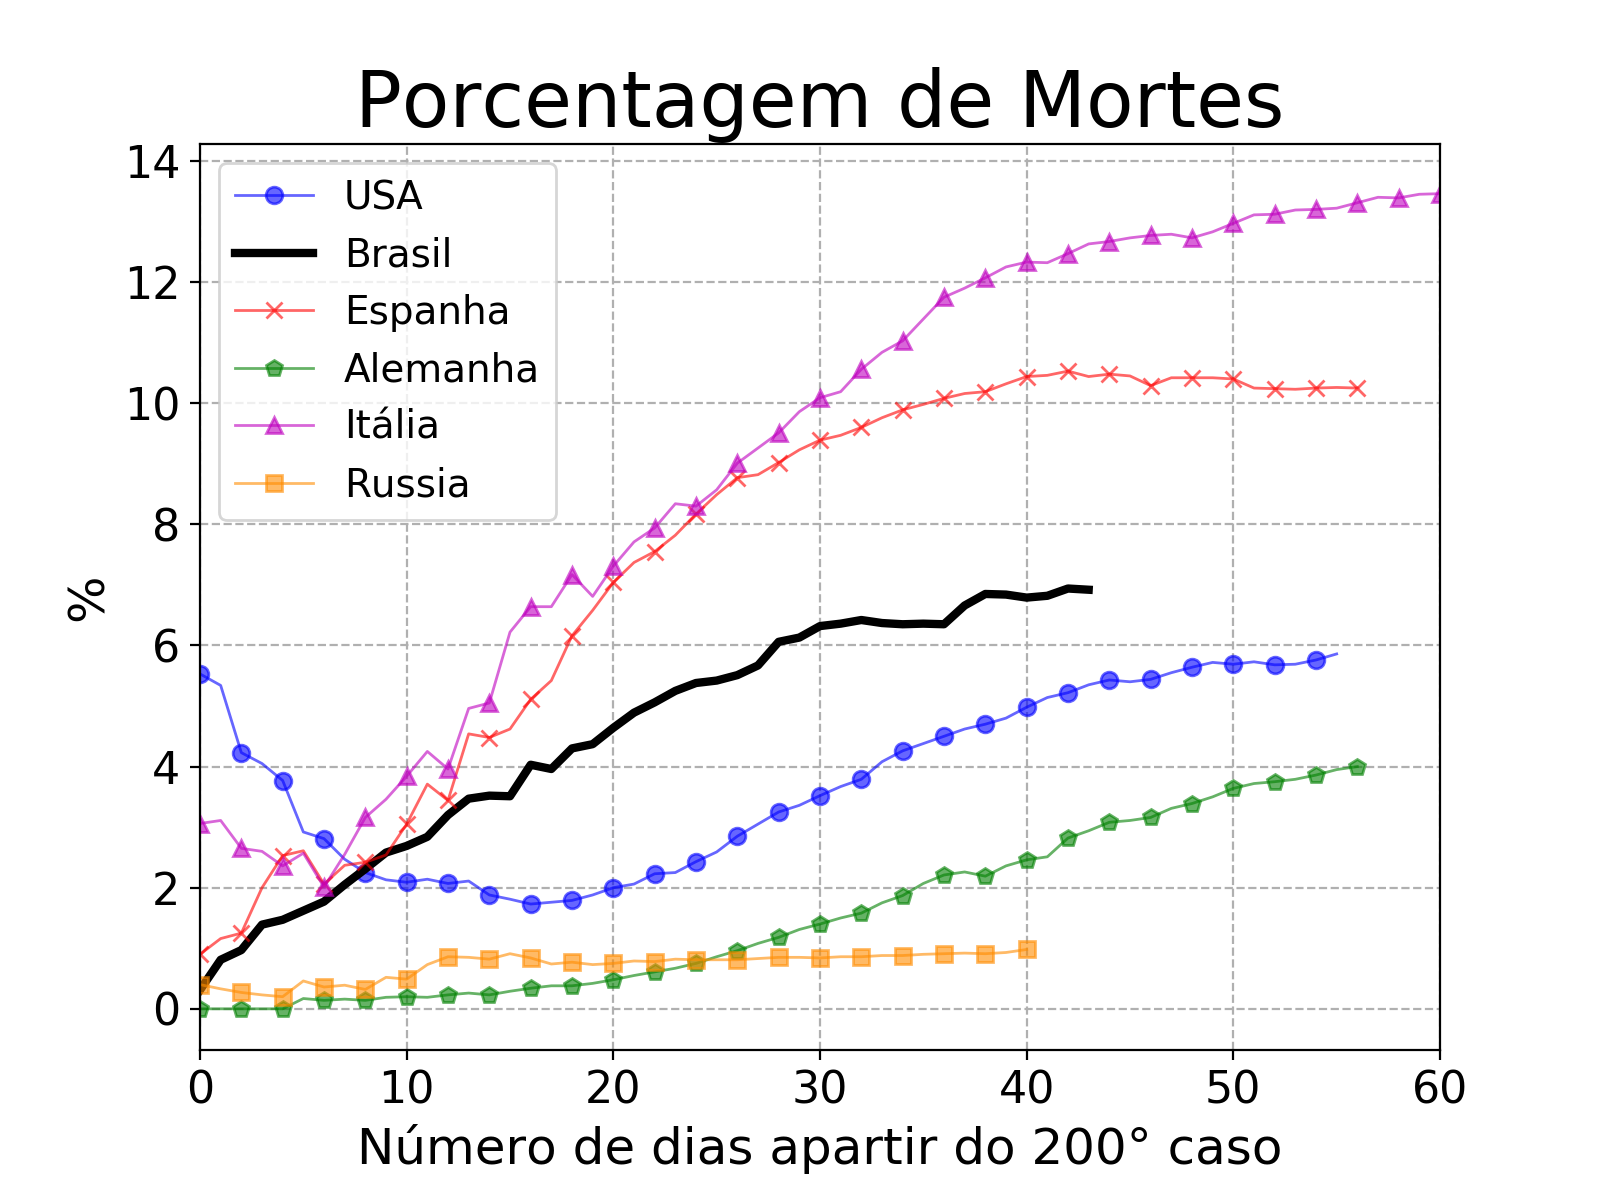 Porcentagem de Mortes
14
12
10
8
6
4
2
0
%
USA
Brasil
Espanha
Alemanha
Itália
Russia
0 10 20 30 40 50 60
Número de dias apartir do 200° caso